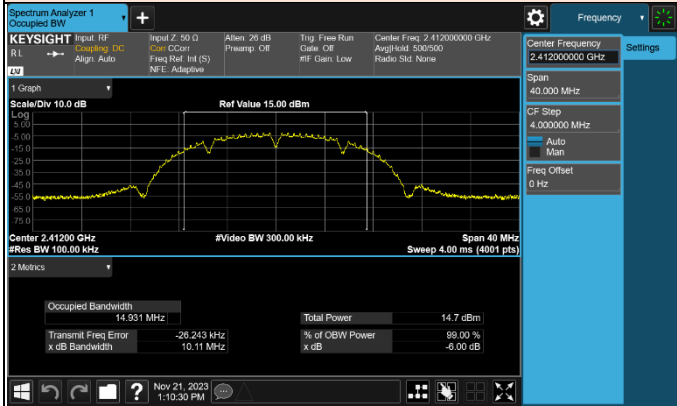 Spectrum Analyzer 1
Occupied BW
Frequency
KEYSIGHT
R L
LNI
Input: RF
Coupling: DC
Align: Auto
Input Z: 50 Ω
Corr CCorr
Freq Ref: Int (S)
NFE: Adaptive
Atten: 26 dB
Preamp: Off
Trig: Free Run
Gate: Off
#IF Gain: Low
Center Freq: 2.412000000 GHz
Avg|Hold: 500/500
Radio Std: None
1 Graph
Scale/Div 10.0 dB
Ref Value 15.00 dBm
Log
5.00
-5.00
-15.0
-25.0
-35.0
-45.0
-55.0
-65.0
-75.0
Center 2.41200 GHz
#Video BW 300.00 kHz
Span 40 MHz
#Res BW 100.00 kHz
Sweep 4.00 ms (4001 pts)
2 Metrics
Occupied Bandwidth
14.931 MHz
Total Power 14.7 dBm
Transmit Freq Error -26.243 kHz
% of OBW Power 99.00 %
x dB Bandwidth 10.11 MHz
x dB -6.00 dB
Nov 21, 2023
1:10:30 PM
Center Frequency
2.412000000 GHz
Settings
Span
40.000 MHz
CF Step
4.000000 MHz
Auto
Man
Freq Offset
0 Hz